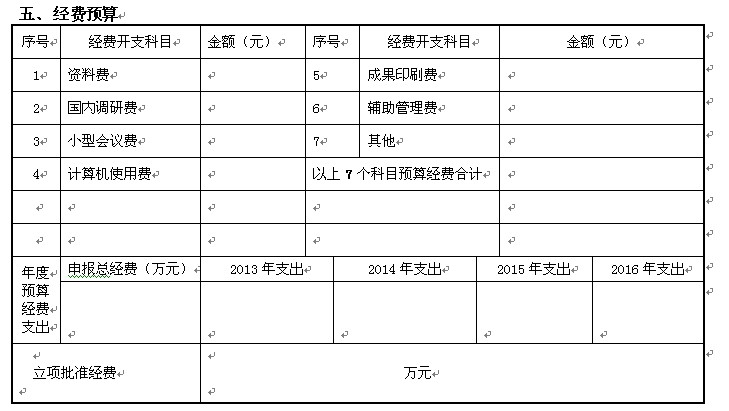 五、经费预算
序号 经费开支科目 金额（元） 序号 经费开支科目 金额（元）
1 资料费 5 成果印刷费
2 国内调研费 6 辅助管理费
3 小型会议费 7 其他
4 计算机使用费 以上 7 个科目预算经费合计
年度
预算
经费
支出
申报总经费（万元） 2013 年支出 2014 年支出 2015 年支出 2016 年支出
立项批准经费 万元